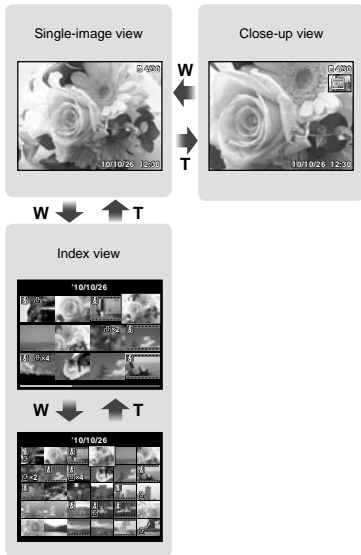 Single-image view
Close-up view
4/30
'10/10/26 12:30
W
T
4/30
'10/10/26 12:30
W T
Index view
'10/10/26
×4
×2
×4
W T
'10/10/26
×2 ×4